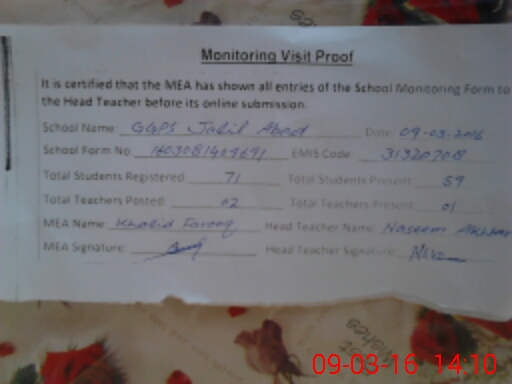 Monitoring Visit Proof
It is certified that the MEA has shown all entries of the School Monitoring Form to
the Head Teacher before its online submission.
School Name: GGPS Jalil Abad Date: 09-03-2016
School Form No: EMIS Code: 31320708
Total Students Registered: 71 Total Students Present: 59
Total Teachers Posted: 02 Total Teachers Present: 01
MEA Name: Khalid Farooq Head Teacher Name: Naseem Akhtar
MEA Signature: Head Teacher Signature:
09-03-16 14:10